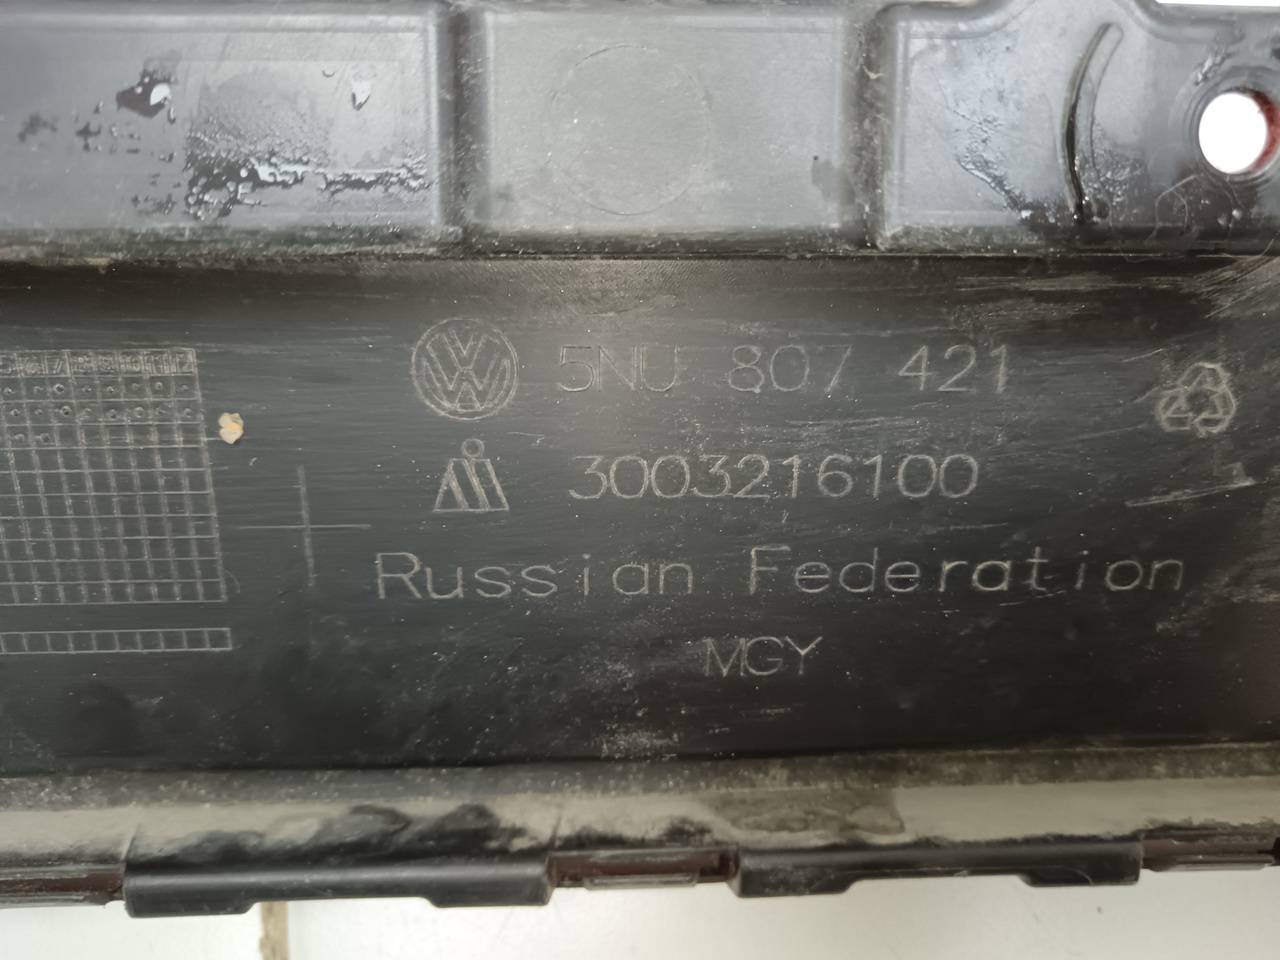 5NU 807 421
3003216100
Russian Federation
MGY